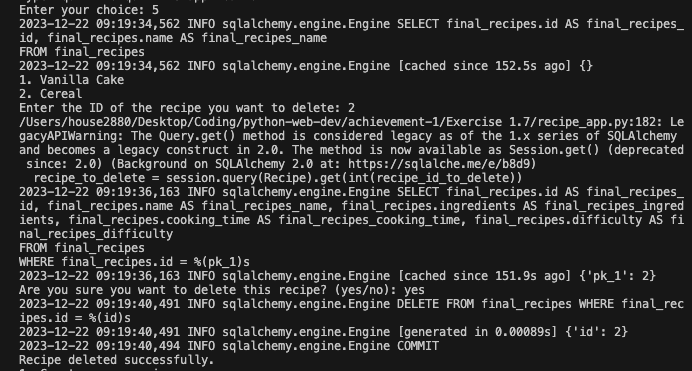 Enter your choice: 5
2023-12-22 09:19:34,562 INFO sqlalchemy.engine.Engine SELECT final_recipes.id AS final_recipes_
id, final_recipes.name AS final_recipes_name
FROM final_recipes
2023-12-22 09:19:34,562 INFO sqlalchemy.engine.Engine [cached since 152.5s ago] {}
1. Vanilla Cake
2. Cereal
Enter the ID of the recipe you want to delete: 2
/Users/house2880/Desktop/Coding/python-web-dev/achievement-1/Exercise 1.7/recipe_app.py:182: Le
gacyAPIWarning: The Query.get() method is considered legacy as of the 1.x series of SQLAlchemy
and becomes a legacy construct in 2.0. The method is now available as Session.get() (deprecated
 since: 2.0) (Background on SQLAlchemy 2.0 at: https://sqlalche.me/e/b8d9)
  recipe_to_delete = session.query(Recipe).get(int(recipe_id_to_delete))
2023-12-22 09:19:36,163 INFO sqlalchemy.engine.Engine SELECT final_recipes.id AS final_recipes_
id, final_recipes.name AS final_recipes_name, final_recipes.ingredients AS final_recipes_ingred
ients, final_recipes.cooking_time AS final_recipes_cooking_time, final_recipes.difficulty AS fi
nal_recipes_difficulty
FROM final_recipes
WHERE final_recipes.id = %(pk_1)s
2023-12-22 09:19:36,163 INFO sqlalchemy.engine.Engine [cached since 151.9s ago] {'pk_1': 2}
Are you sure you want to delete this recipe? (yes/no): yes
2023-12-22 09:19:40,491 INFO sqlalchemy.engine.Engine DELETE FROM final_recipes WHERE final_rec
ipes.id = %(id)s
2023-12-22 09:19:40,491 INFO sqlalchemy.engine.Engine [generated in 0.00089s] {'id': 2}
2023-12-22 09:19:40,494 INFO sqlalchemy.engine.Engine COMMIT
Recipe deleted successfully.